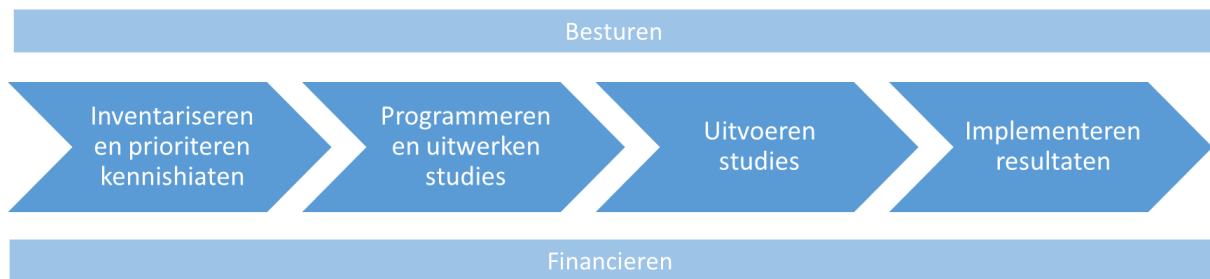 Besturen
Inventariseren
en prioriteren
kennishiaten
Programmeren
en uitwerken
studies
Uitvoeren
studies
Implementeren
resultaten
Financieren